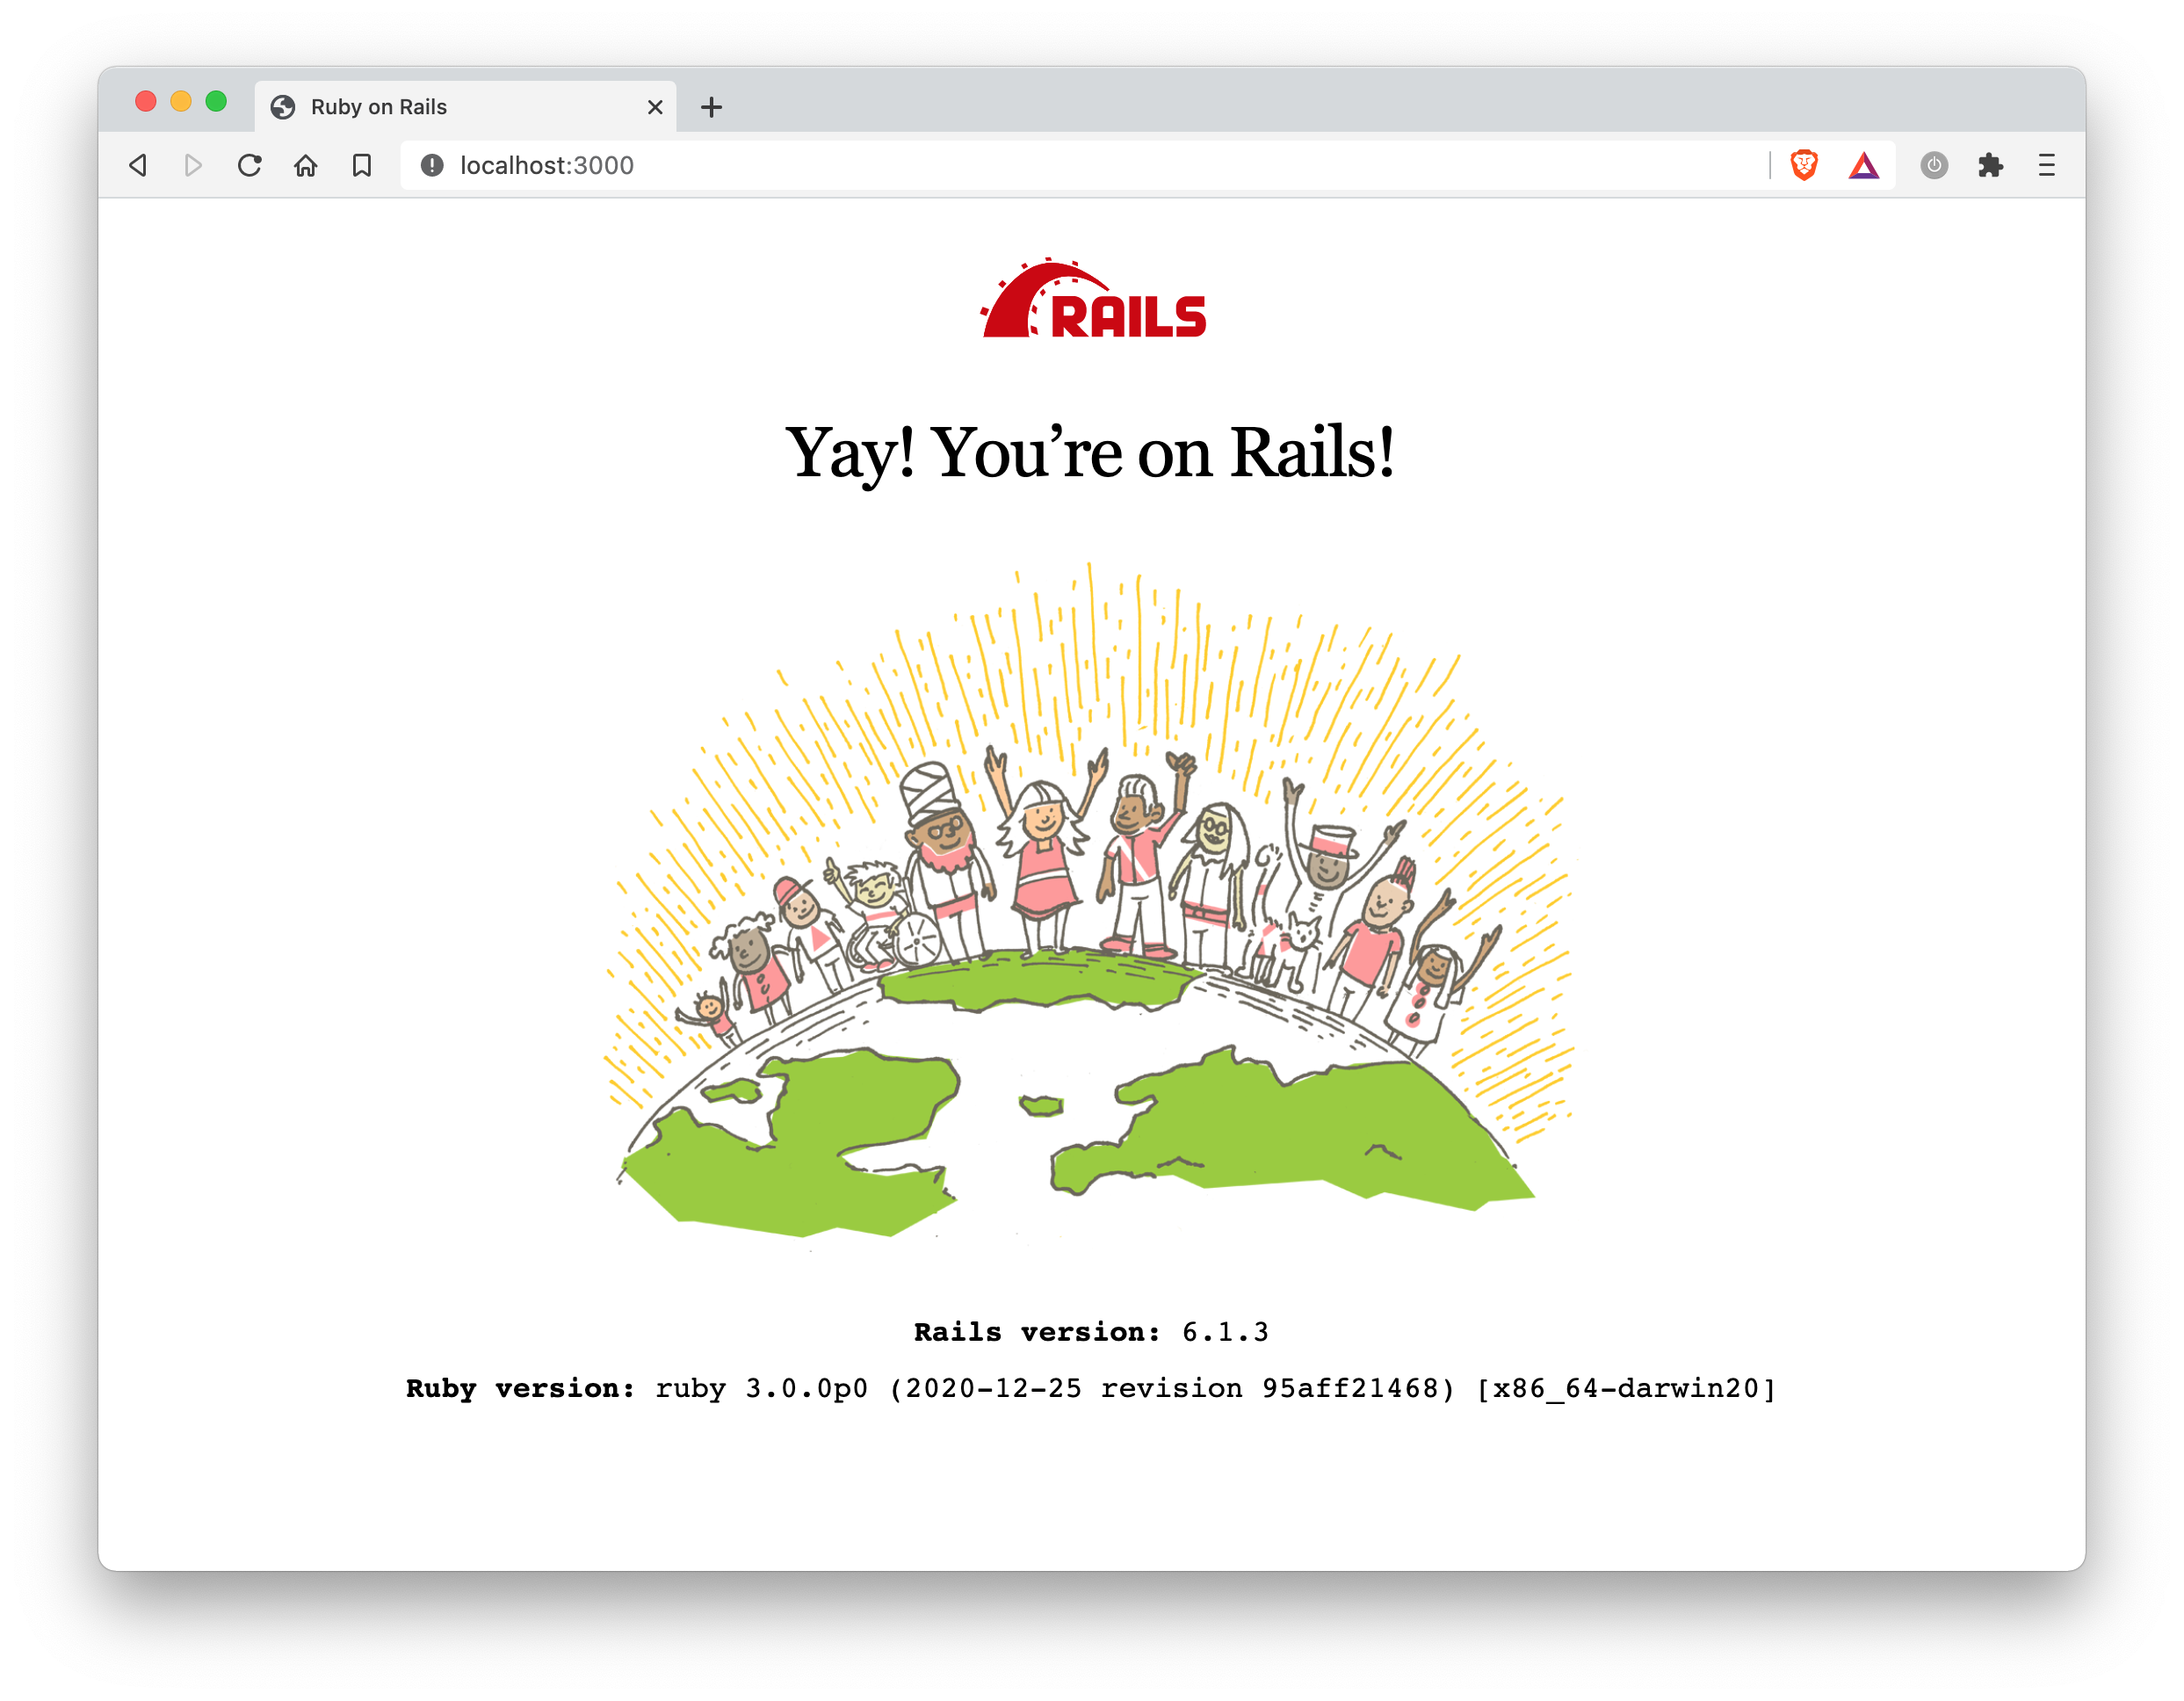 Ruby on Rails
localhost:3000
RAILS
Yay! You’re on Rails!
Rails version: 6.1.3
Ruby version: ruby 3.0.0p0 (2020-12-25 revision 95aff21468) [x86_64-darwin20]